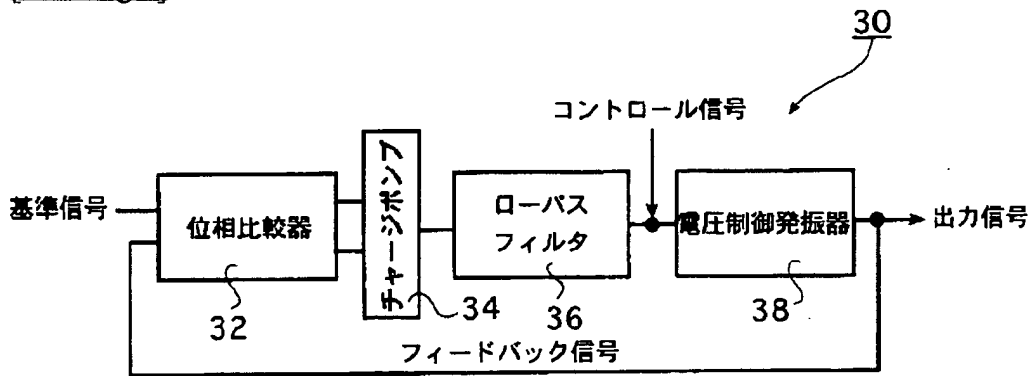 30
コントロール信号
基準信号
位相比較器
チャージポンプ
ローパス
フィルタ
電圧制御発振器
出力信号
32
34
36
38
フィードバック信号